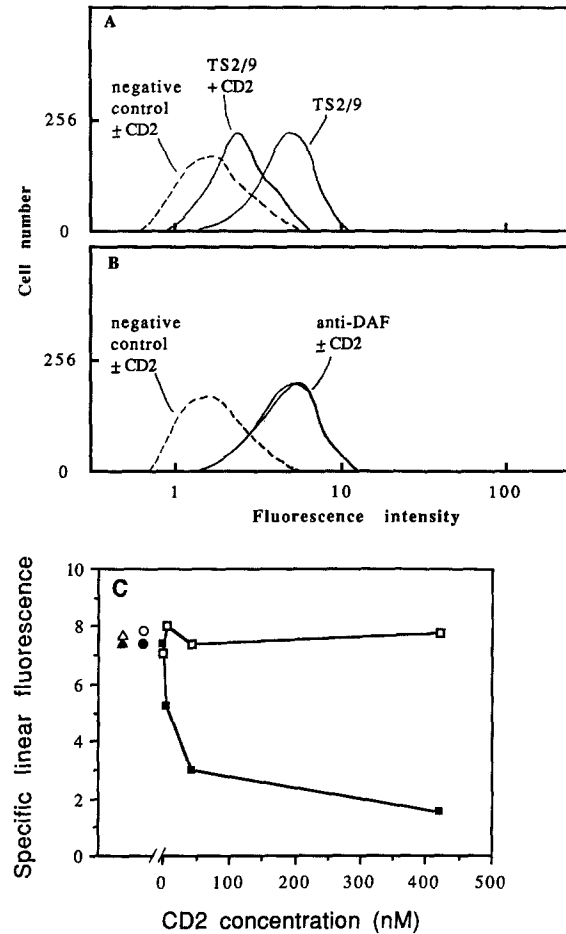 A
TS2/9
+ CD2
negative
control
± CD2
TS2/9
256
0
Cell number
B
negative
control
± CD2
anti-DAF
± CD2
256
0
1
10
100
Fluorescence intensity
C
10
8
6
4
2
0
Specific linear fluorescence
0
100
200
300
400
500
CD2 concentration (nM)